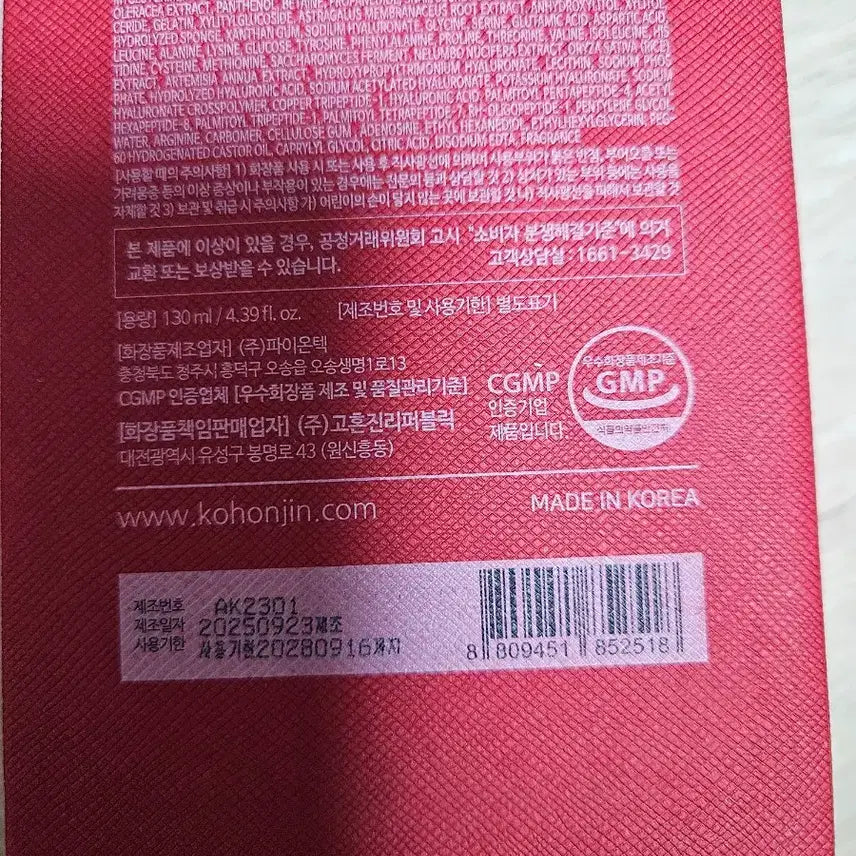 OLERACEA EXTRACT, PANTHENOL, BETAINE,
CERIDE, GELATIN, XYLITYLGLUCOSIDE, ASTRAGALUS MEMBRANACEUS ROOT EXTRACT,
HYDROLYZED SPONGE, XANTHAN GUM, SODIUM HYALURONATE, GLYCINE, SERINE, GLUTAMIC ACID, ASPARTIC ACID,
LEUCINE, ALANINE, LYSINE, GLUCOSE, TYROSINE, PHENYLALANINE, PROLINE, THREONINE, VALINE, ISOLEUCINE,
TIDINE, CYSTEINE, METHIONINE, SACCHAROMYCES FERMENT, NELUMBO NUCIFERA EXTRACT, ORYZA SATIVA (RICE)
EXTRACT, ARTEMISIA ANNUA EXTRACT, HYDROXYPROPYLTRIMONIUM HYALURONATE, LECITHIN, SODIUM PHOS
PHATE, HYDROLYZED HYALURONIC ACID, SODIUM ACETYLATED HYALURONATE, POTASSIUM HYALURONATE, SODIUM
HYALURONATE CROSSPOLYMER, COPPER TRIPEPTIDE-1, HYALURONIC ACID, PALMITOYL PENTAPEPTIDE-4, ACETYL
HEXAPEPTIDE-8, PALMITOYL TRIPEPTIDE-1, PALMITOYL TETRAPEPTIDE-7, RH-OLIGOPEPTIDE-1, PENTYLENE GLYCOL,
WATER, ARGININE, CARBOMER, CELLULOSE GUM, ADENOSINE, ETHYL HEXANEDIOL, ETHYLHEXYLGLYCERIN, PEG-
60 HYDROGENATED CASTOR OIL, CAPRYLYL GLYCOL, CITRIC ACID, DISODIUM EDTA, FRAGRANCE
[사용할 때의 주의사항] 1) 화장품 사용 시 또는 사용 후 직사광선에 의하여 사용부위가 붉은 반점, 부어오름 또는
가려움증 등의 이상 증상이나 부작용이 있는 경우에는 전문의 등과 상담할 것 2) 상처가 있는 부위 등에는 사용을
자제할 것 3) 보관 및 취급 시 주의사항 가) 어린이의 손이 닿지 않는 곳에 보관할 것 나) 직사광선을 피해서 보관할 것
본 제품에 이상이 있을 경우, 공정거래위원회 고시 "소비자 분쟁해결기준"에 의거
교환 또는 보상받을 수 있습니다. 고객상담실 : 1661-3429
[용량] 130 ml / 4.39 fl. oz. [제조번호 및 사용기한] 별도표기
[화장품제조업자] (주)파이온텍
충청북도 청주시 흥덕구 오송읍 오송생명1로13
CGMP 인증업체 [우수화장품 제조 및 품질관리기준]
[화장품책임판매업자] (주)고혼진리퍼블릭
대전광역시 유성구 봉명로 43 (원신흥동)
CGMP
인증기업
제품입니다.
우수화장품제조기준
GMP
식품의약품안전처
www.kohonjin.com MADE IN KOREA
제조번호 AK2301
제조일자 20250923제조
사용기한 사용기한20280916까지
8 809451 852518